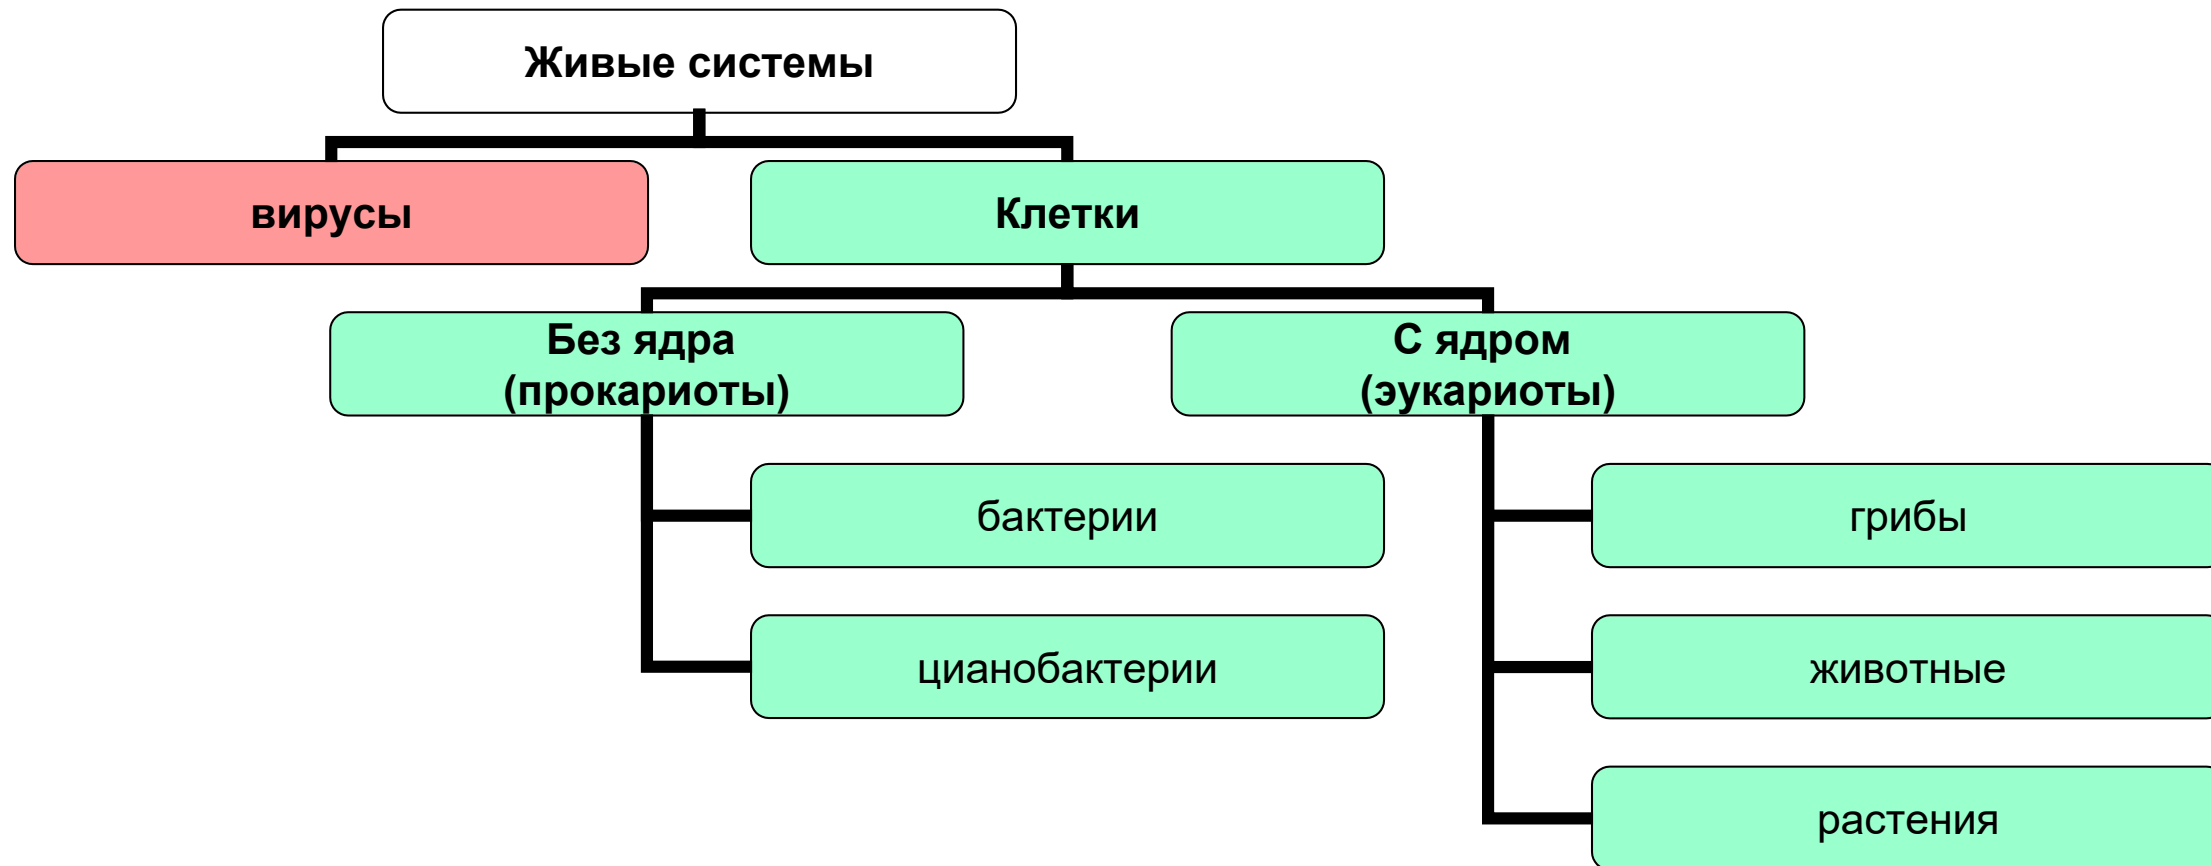 Живые системы
вирусы
Клетки
Без ядра
(прокариоты)
С ядром
(эукариоты)
бактерии
грибы
цианобактерии
животные
растения